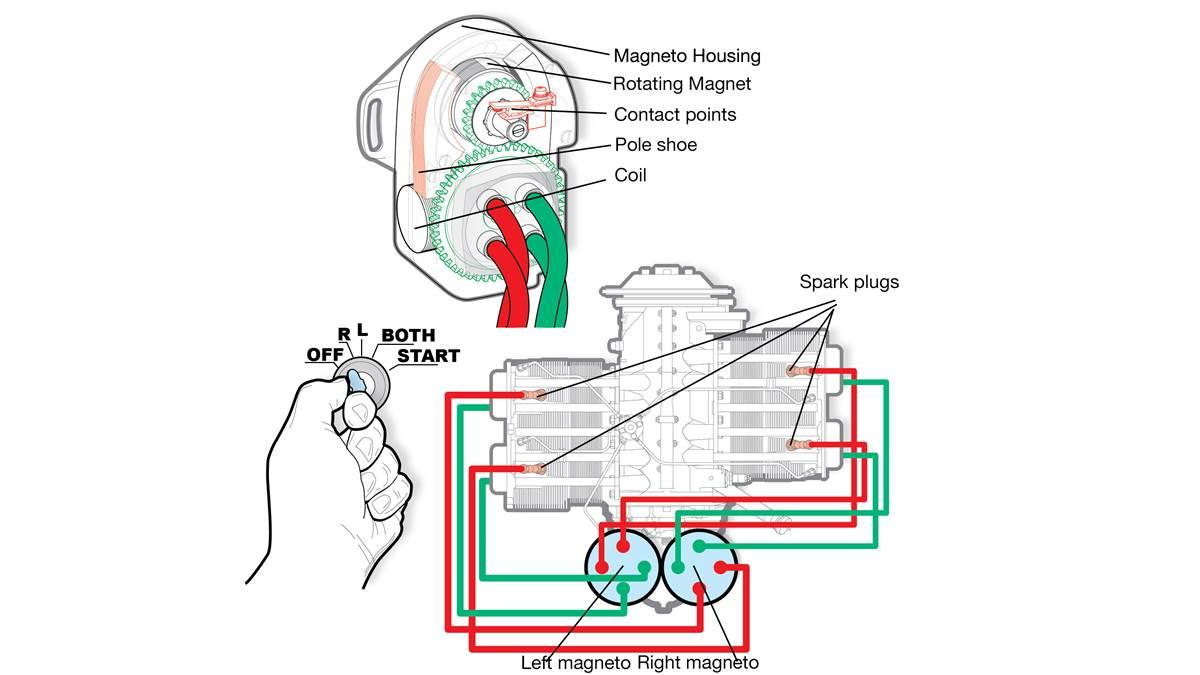 Magneto Housing
Rotating Magnet
Contact points
Pole shoe
Coil
Spark plugs
OFF R L BOTH START
Left magneto Right magneto